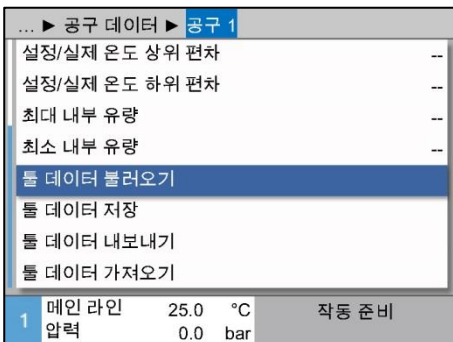 ... ► 공구 데이터 ► 공구 1
설정/실제 온도 상위 편차 --
설정/실제 온도 하위 편차 --
최대 내부 유량 --
최소 내부 유량 --
툴 데이터 불러오기
툴 데이터 저장
툴 데이터 내보내기
툴 데이터 가져오기
1 메인 라인 25.0 °C 작동 준비
압력 0.0 bar